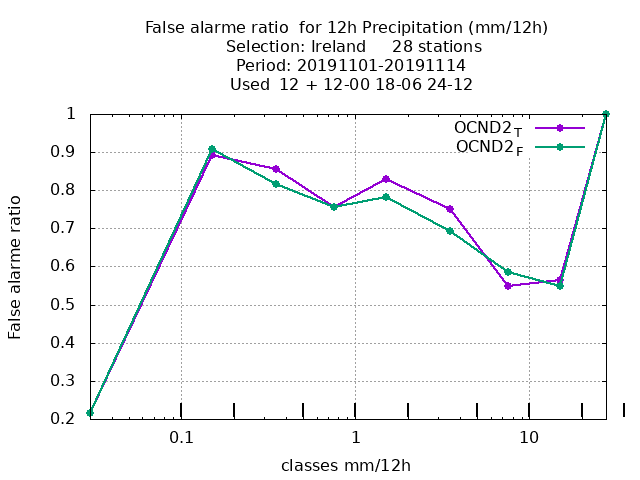 False alarme ratio  for 12h Precipitation (mm/12h)
Selection: Ireland     28 stations
Period: 20191101-20191114
Used  12 + 12-00 18-06 24-12
OCND2_T
OCND2_F
1
0.9
0.8
0.7
0.6
0.5
0.4
0.3
0.2
False alarme ratio
0.1 1 10
classes mm/12h